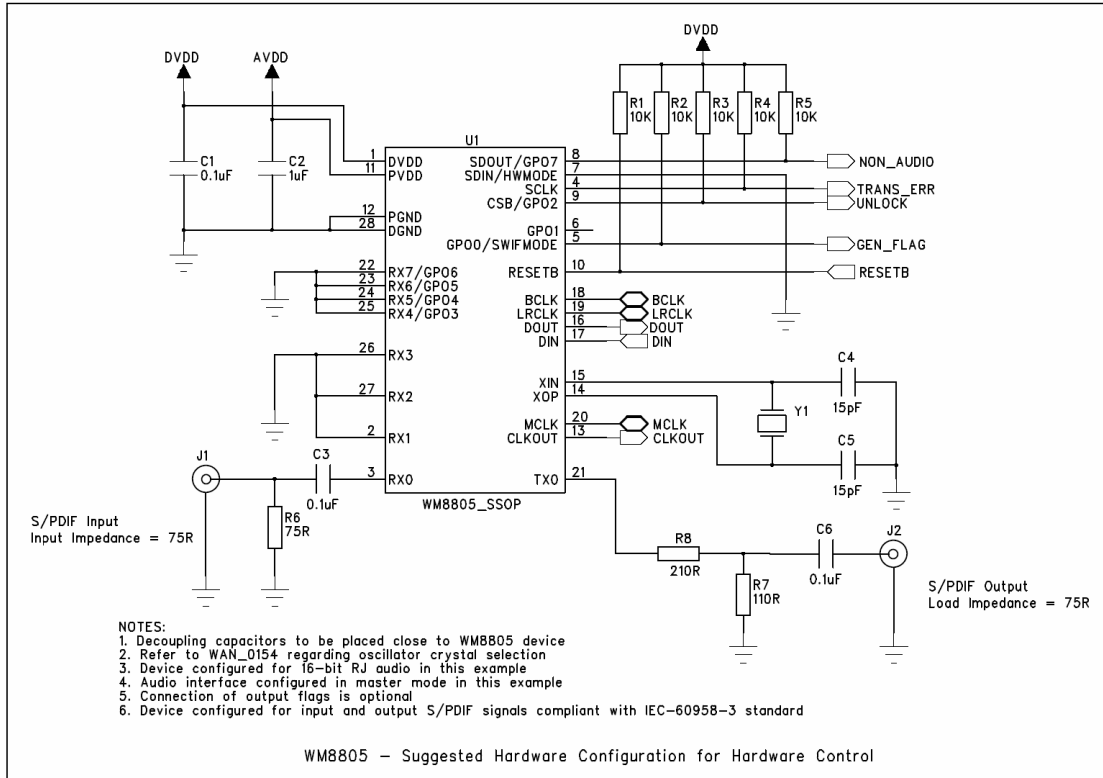 DVDD
AVDD
DVDD
R1
10K
R2
10K
R3
10K
R4
10K
R5
10K
C1
0.1uF
C2
1uF
U1
1 DVDD
11 PVDD
12 PGND
28 DGND
22 RX7/GPO6
23 RX6/GPO5
24 RX5/GPO4
25 RX4/GPO3
26 RX3
27 RX2
2 RX1
3 RX0
SDOUT/GPO7 8 NON_AUDIO
SDIN/HWMODE 7
SCLK 4 TRANS_ERR
CSB/GPO2 9 UNLOCK
GPO1 6
GPO0/SWIFMODE 5 GEN_FLAG
RESETB 10 RESETB
BCLK 18 BCLK
LRCLK 19 LRCLK
DOUT 16 DOUT
DIN 17 DIN
XIN 15
XOP 14
MCLK 20 MCLK
CLKOUT 13 CLKOUT
TX0 21
WM8805_SSOP
C4
15pF
Y1
C5
15pF
J1
C3
0.1uF
R6
75R
S/PDIF Input
Input Impedance = 75R
R8
210R
R7
110R
C6
0.1uF
J2
S/PDIF Output
Load Impedance = 75R
NOTES:
1. Decoupling capacitors to be placed close to WM8805 device
2. Refer to WAN_0154 regarding oscillator crystal selection
3. Device configured for 16-bit RJ audio in this example
4. Audio interface configured in master mode in this example
5. Connection of output flags is optional
6. Device configured for input and output S/PDIF signals compliant with IEC-60958-3 standard
WM8805 - Suggested Hardware Configuration for Hardware Control